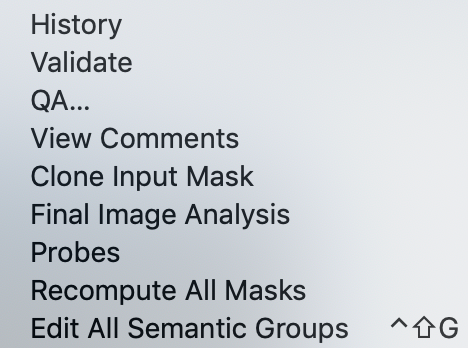 History
Validate
QA...
View Comments
Clone Input Mask
Final Image Analysis
Probes
Recompute All Masks
Edit All Semantic Groups ^⇧G